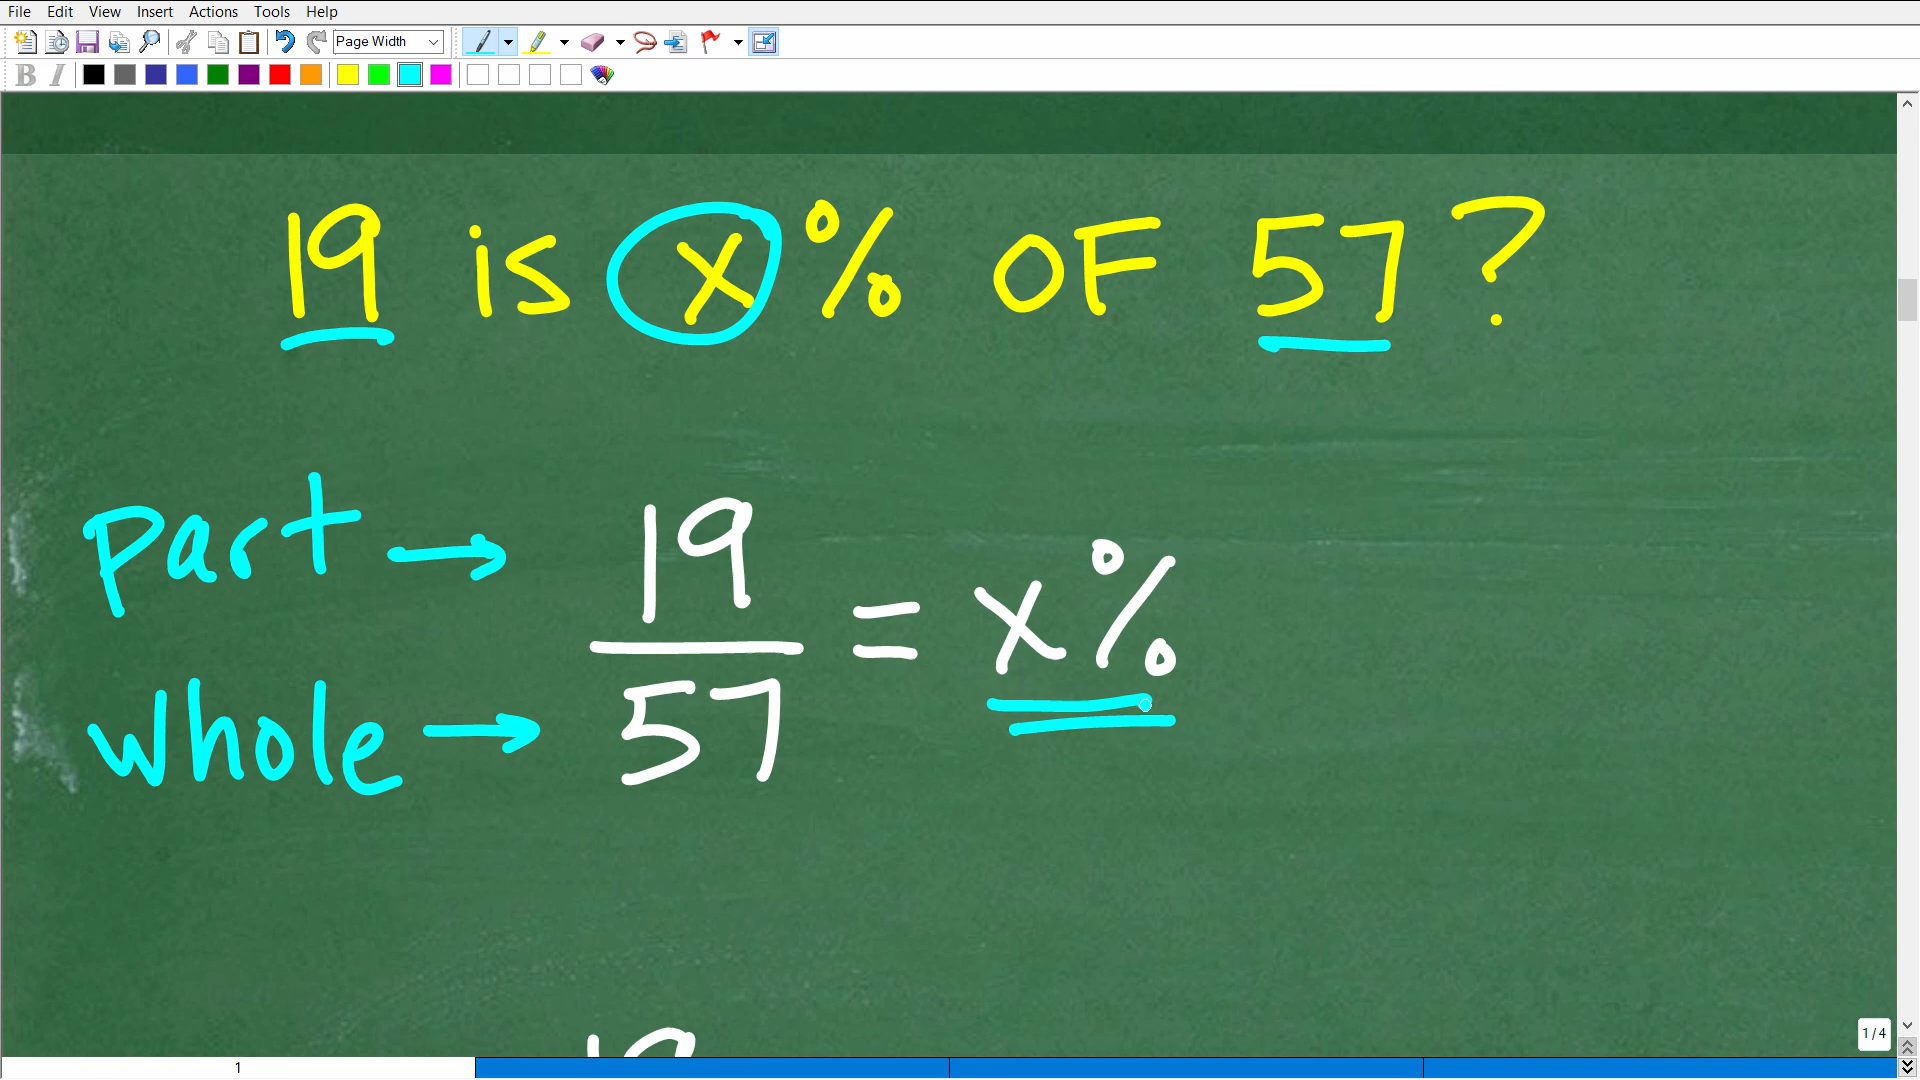 File Edit View Insert Actions Tools Help
Page Width
B I
19 is x% OF 57?
part → 19
= x%
whole → 57
19
1/4
1